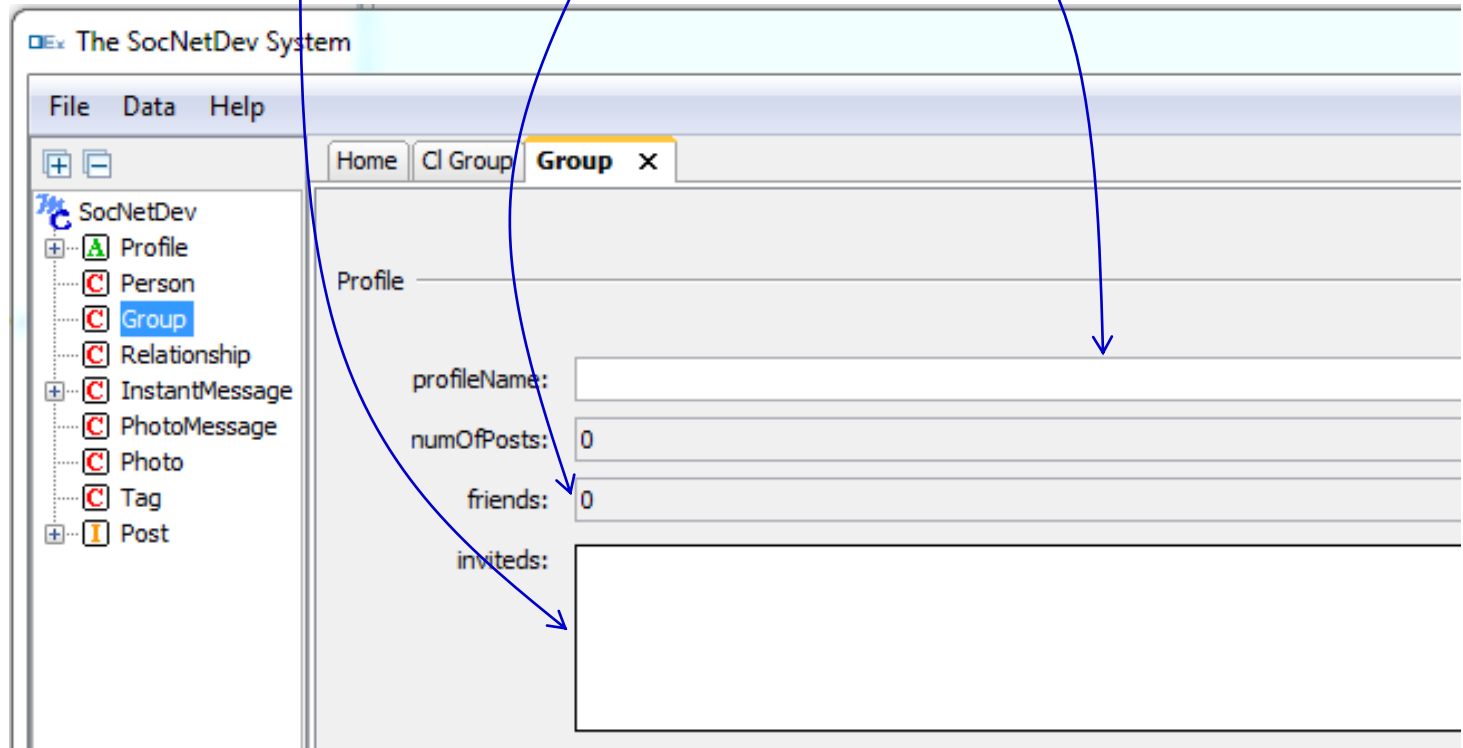 The SocNetDev System
File Data Help
Home Cl Group Group X
SocNetDev
A Profile
C Person
C Group
C Relationship
C InstantMessage
C PhotoMessage
C Photo
C Tag
I Post
Profile
profileName:
numOfPosts: 0
friends: 0
inviteds: